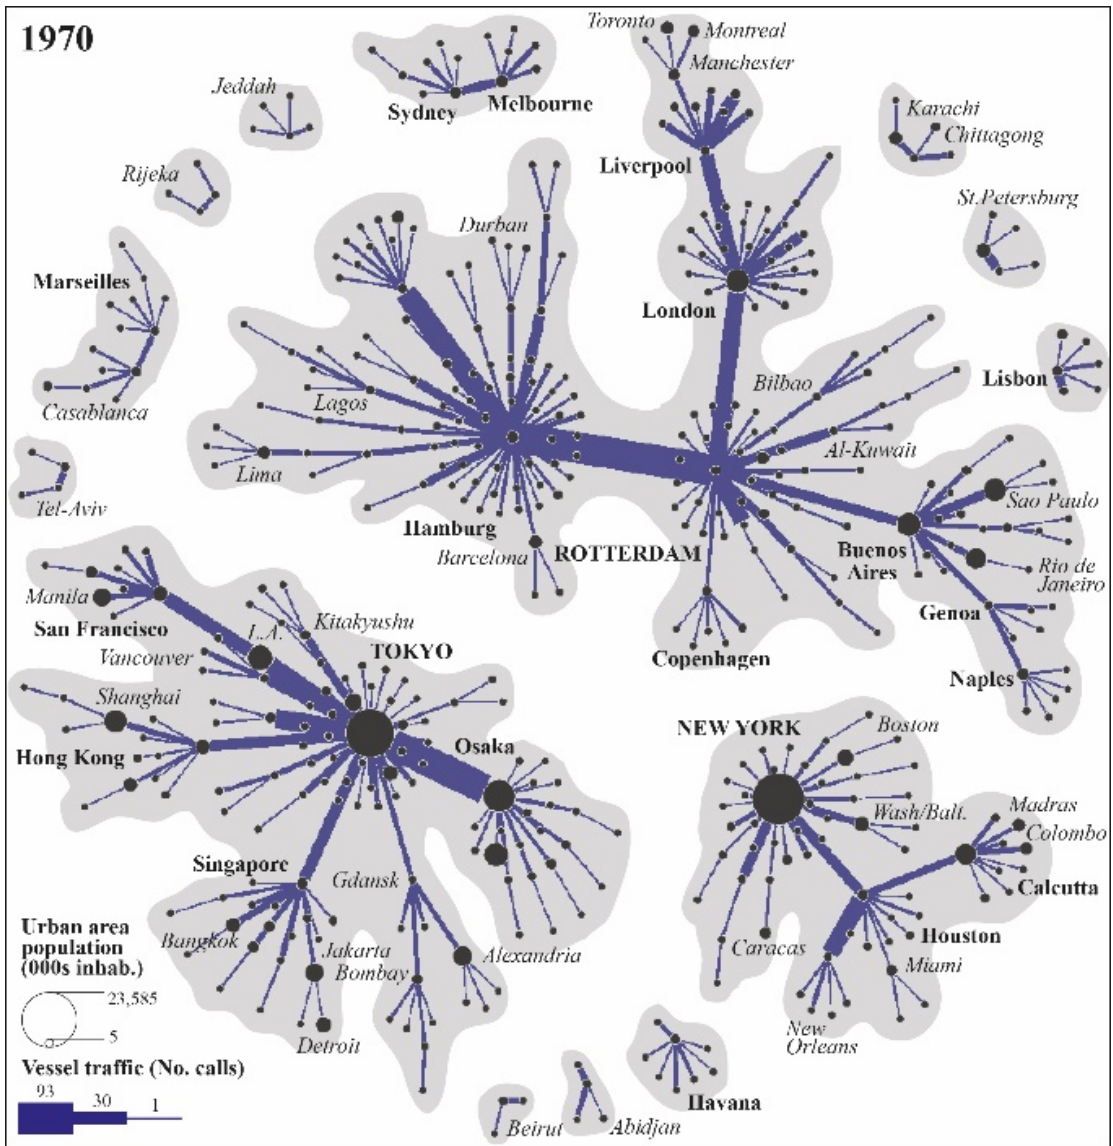 1970
Toronto
Montreal
Manchester
Jeddah
Sydney
Melbourne
Karachi
Chittagong
Liverpool
Rijeka
St.Petersburg
Durban
Marseilles
London
Lagos
Bilbao
Lisbon
Casablanca
Al-Kuwait
Lima
Tel-Aviv
Sao Paulo
Hamburg
Barcelona
ROTTERDAM
Buenos
Aires
Rio de
Janeiro
Manila
San Francisco
L.A.
Kitakyushu
Genoa
Vancouver
TOKYO
Copenhagen
Naples
Shanghai
NEW YORK
Boston
Hong Kong
Osaka
Wash/Balt.
Madras
Colombo
Singapore
Gdansk
Calcutta
Urban area
population
(000s inhab.)
23,585
5
Bangkok
Jakarta
Bombay
Alexandria
Caracas
Houston
Miami
Detroit
New
Orleans
Vessel traffic (No. calls)
93
30
1
Havana
Beirut
Abidjan